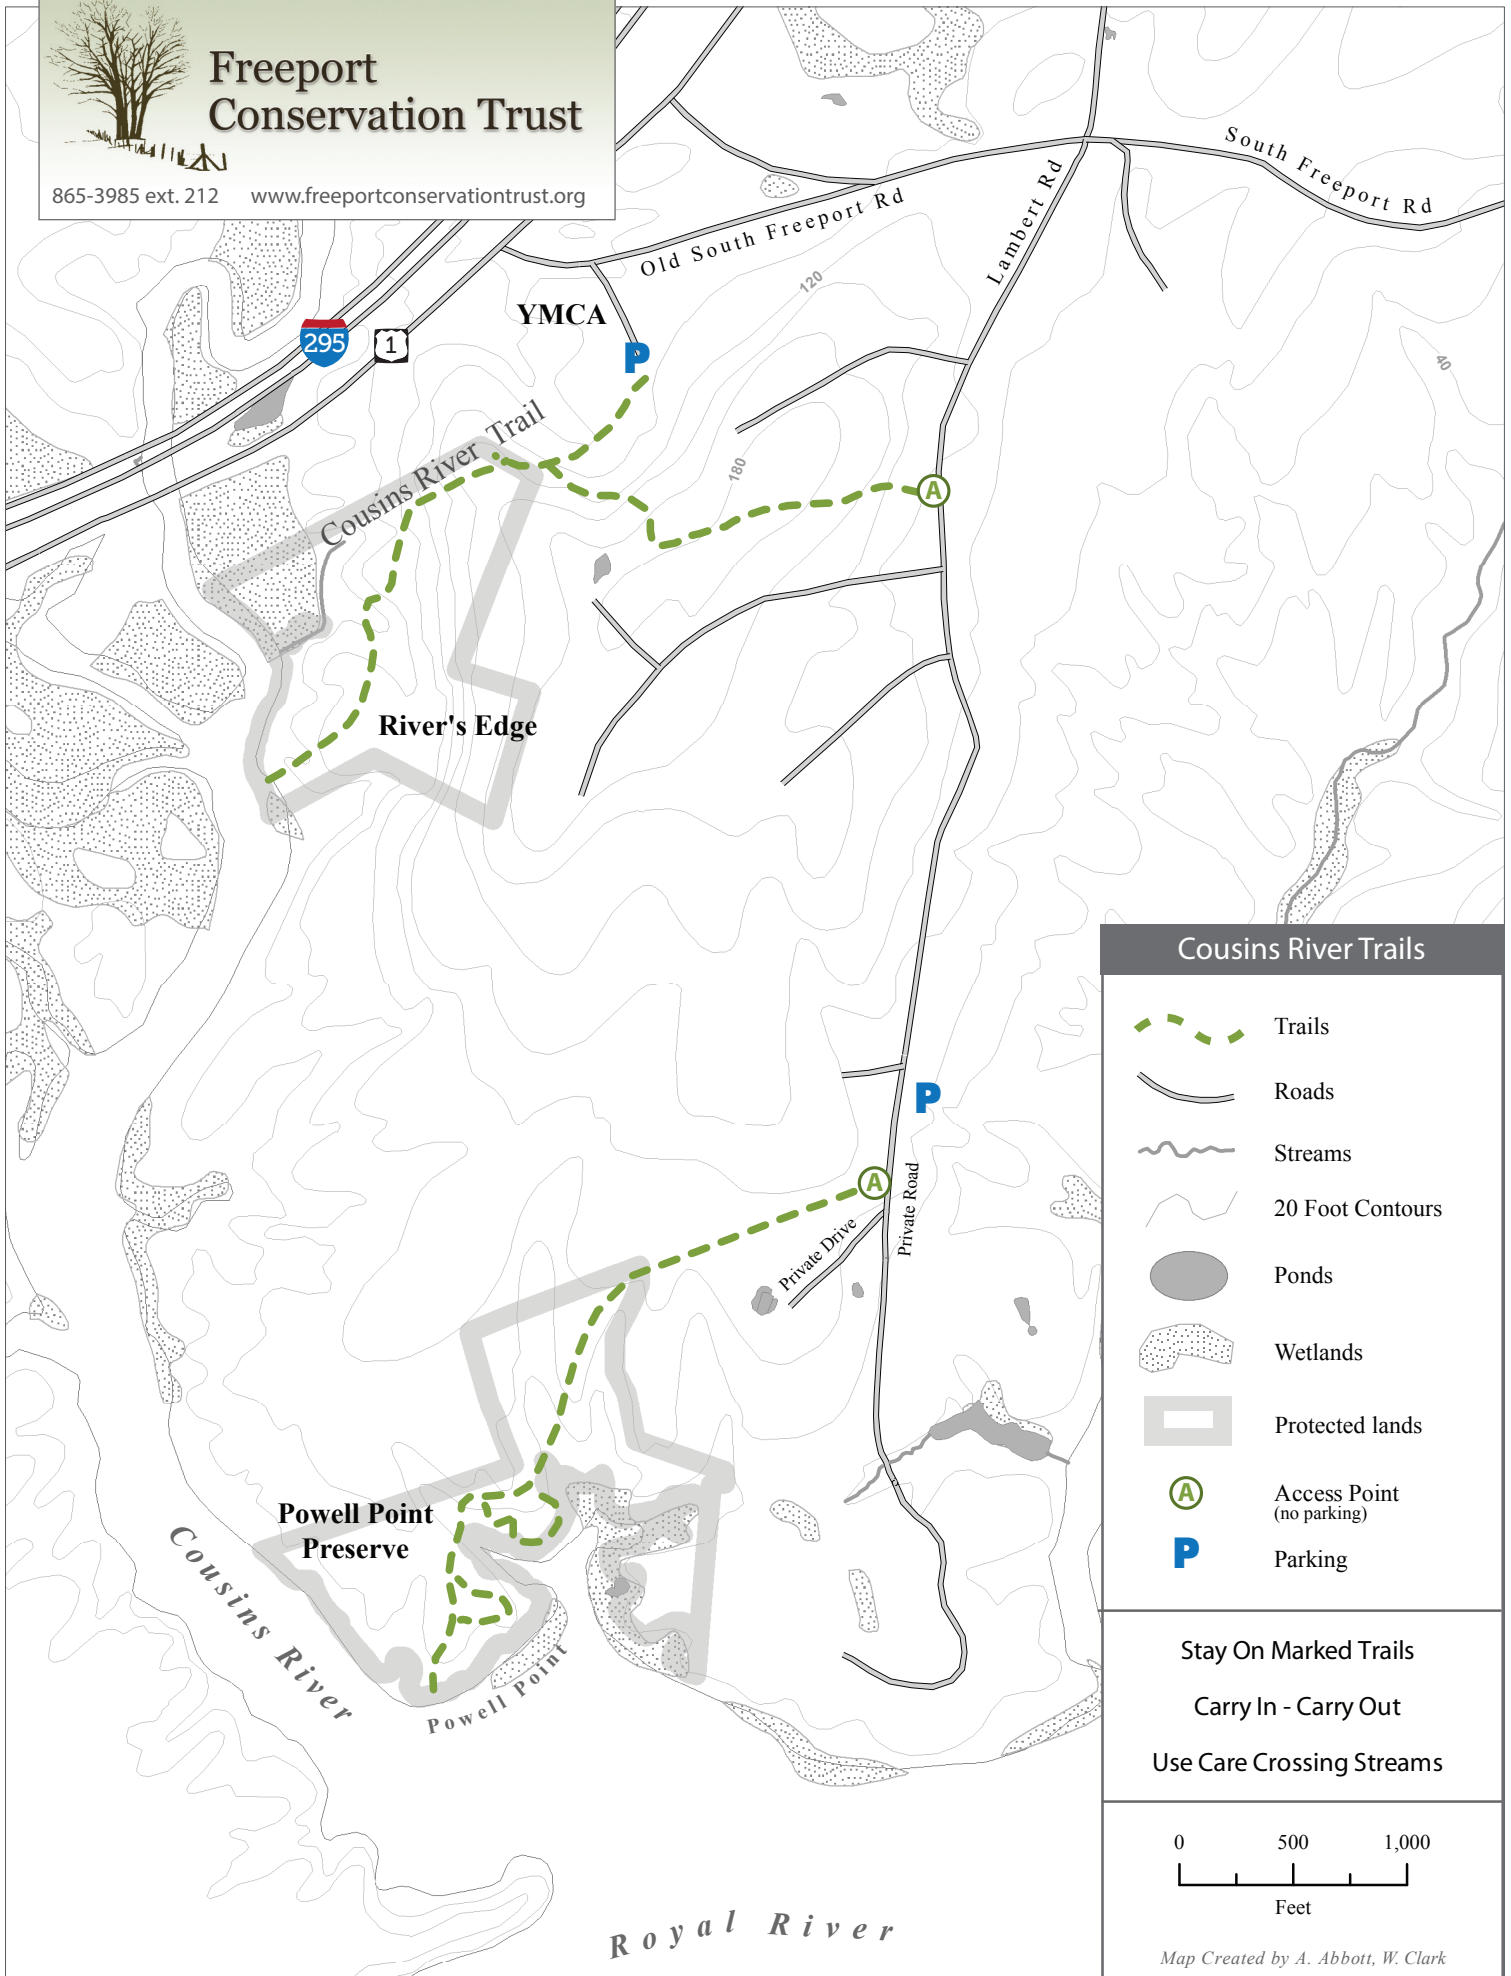 Freeport
Conservation Trust
865-3985 ext. 212 www.freeportconservationtrust.org
South Freeport Rd
Old South Freeport Rd
Lambert Rd
120
YMCA
P
295
1
40
Cousins River Trail
180
A
River's Edge
P
A
Private Road
Private Drive
Powell Point
Preserve
Cousins River
Powell Point
Royal River
Cousins River Trails
Trails
Roads
Streams
20 Foot Contours
Ponds
Wetlands
Protected lands
A Access Point
(no parking)
P Parking
Stay On Marked Trails
Carry In - Carry Out
Use Care Crossing Streams
0 500 1,000
Feet
Map Created by A. Abbott, W. Clark